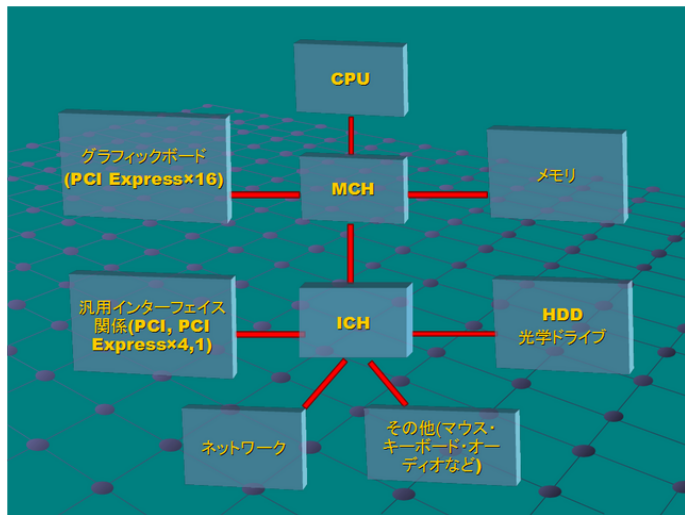 CPU
グラフィックボード
(PCI Express×16)
MCH
メモリ
汎用インターフェイス
関係(PCI, PCI
Express×4,1)
ICH
HDD
光学ドライブ
ネットワーク
その他(マウス・
キーボード・オー
ディオなど)